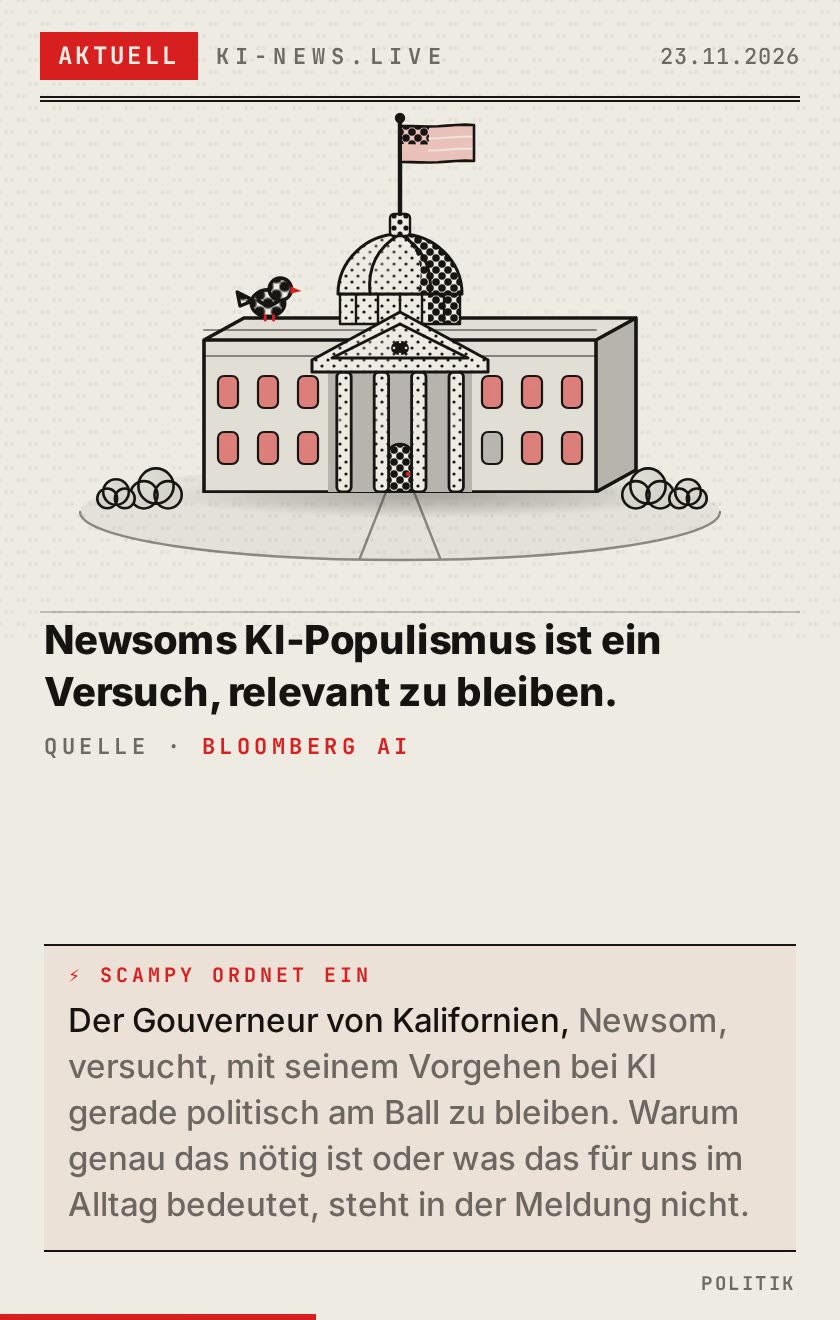 AKTUELL KI-NEWS.LIVE 23.11.2026
Newsoms KI-Populismus ist ein
Versuch, relevant zu bleiben.
QUELLE · BLOOMBERG AI
⚡ SCAMPY ORDNET EIN
Der Gouverneur von Kalifornien, Newsom,
versucht, mit seinem Vorgehen bei KI
gerade politisch am Ball zu bleiben. Warum
genau das nötig ist oder was das für uns im
Alltag bedeutet, steht in der Meldung nicht.
POLITIK